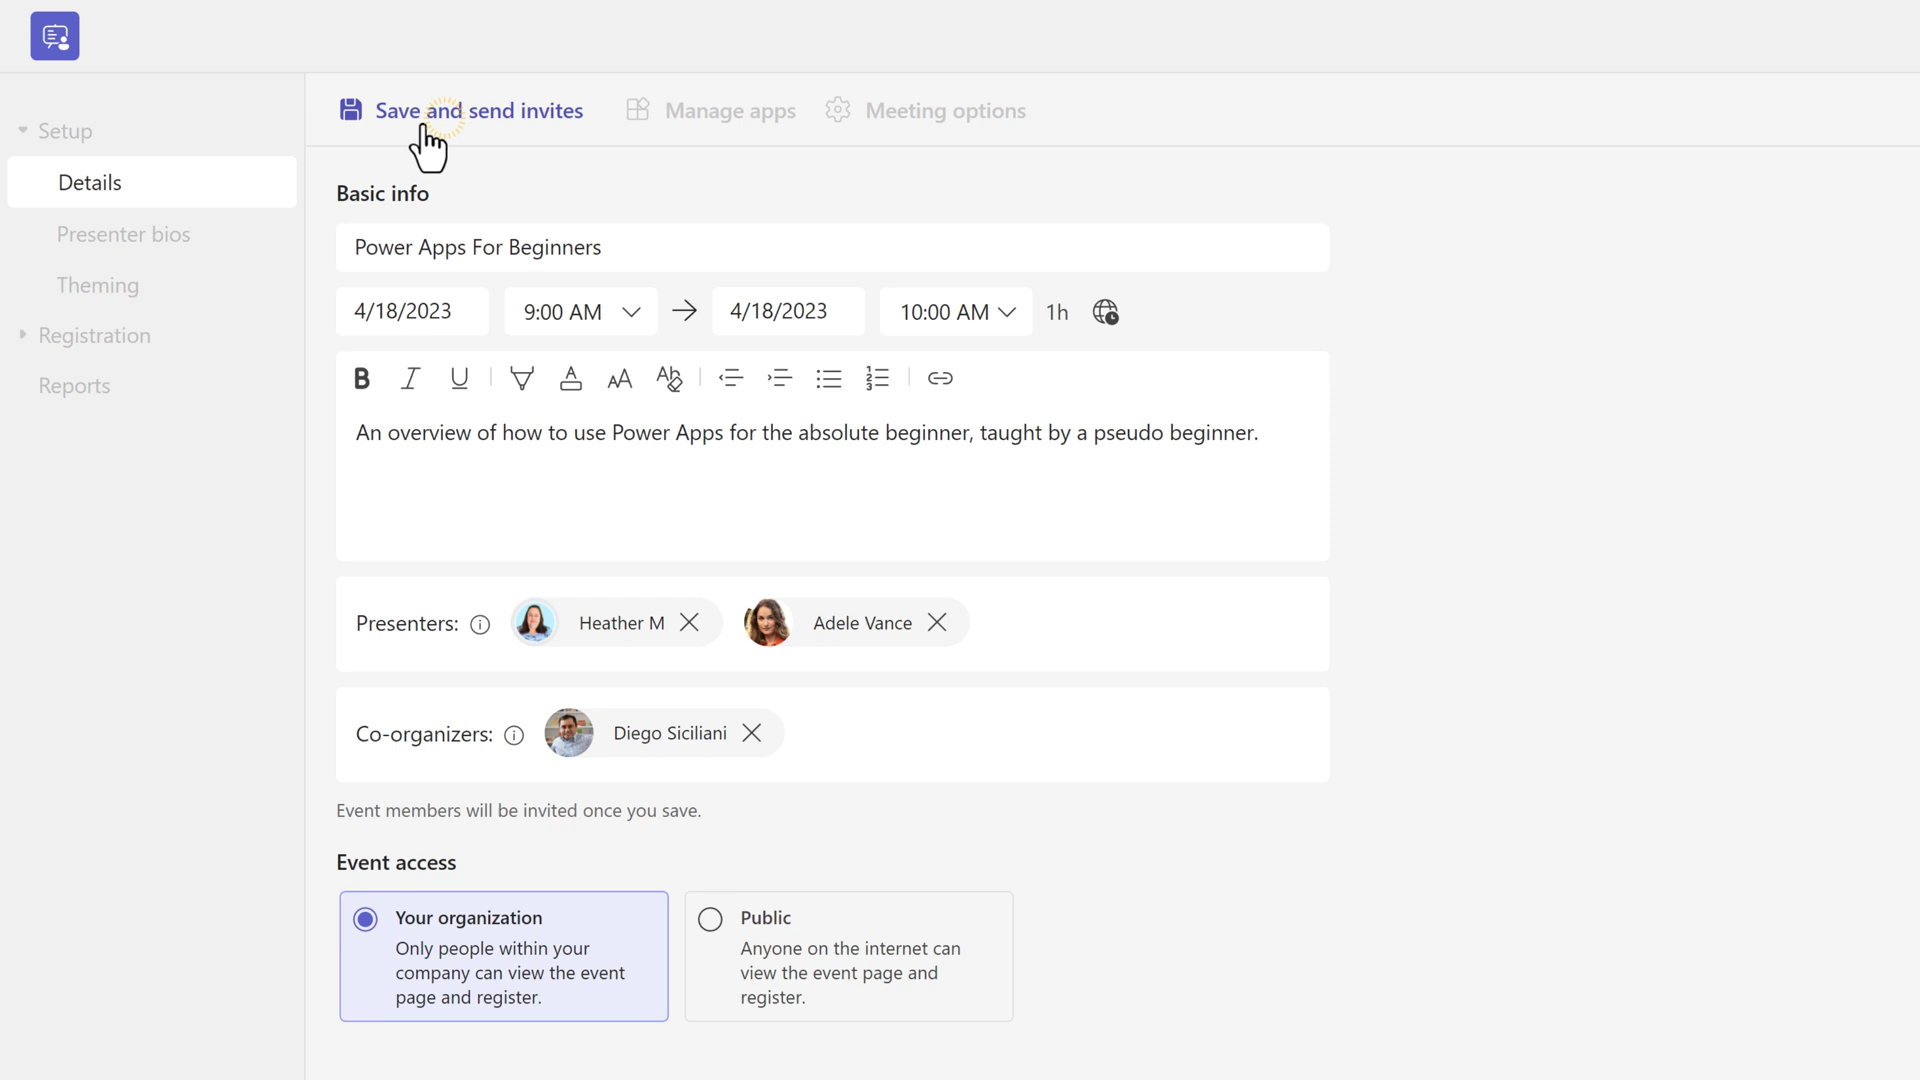 Save and send invites
Manage apps
Meeting options
Setup
Details
Presenter bios
Theming
Registration
Reports
Basic info
Power Apps For Beginners
4/18/2023
9:00 AM
4/18/2023
10:00 AM
1h
An overview of how to use Power Apps for the absolute beginner, taught by a pseudo beginner.
Presenters:
Heather M
Adele Vance
Co-organizers:
Diego Siciliani
Event members will be invited once you save.
Event access
Your organization
Only people within your
company can view the event
page and register.
Public
Anyone on the internet can
view the event page and
register.